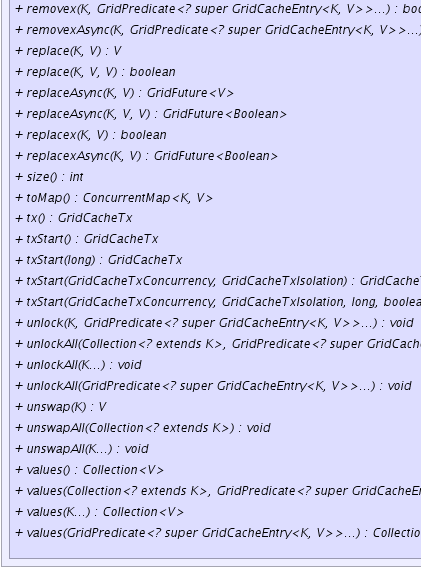 + removex(K, GridPredicate<? super GridCacheEntry<K, V>>...) : boo
+ removexAsync(K, GridPredicate<? super GridCacheEntry<K, V>>...)
+ replace(K, V) : V
+ replace(K, V, V) : boolean
+ replaceAsync(K, V) : GridFuture<V>
+ replaceAsync(K, V, V) : GridFuture<Boolean>
+ replacex(K, V) : boolean
+ replacexAsync(K, V) : GridFuture<Boolean>
+ size() : int
+ toMap() : ConcurrentMap<K, V>
+ tx() : GridCacheTx
+ txStart() : GridCacheTx
+ txStart(long) : GridCacheTx
+ txStart(GridCacheTxConcurrency, GridCacheTxIsolation) : GridCacheT
+ txStart(GridCacheTxConcurrency, GridCacheTxIsolation, long, boolea
+ unlock(K, GridPredicate<? super GridCacheEntry<K, V>>...) : void
+ unlockAll(Collection<? extends K>, GridPredicate<? super GridCach
+ unlockAll(K...) : void
+ unlockAll(GridPredicate<? super GridCacheEntry<K, V>>...) : void
+ unswap(K) : V
+ unswapAll(Collection<? extends K>) : void
+ unswapAll(K...) : void
+ values() : Collection<V>
+ values(Collection<? extends K>, GridPredicate<? super GridCacheE
+ values(K...) : Collection<V>
+ values(GridPredicate<? super GridCacheEntry<K, V>>...) : Collectio